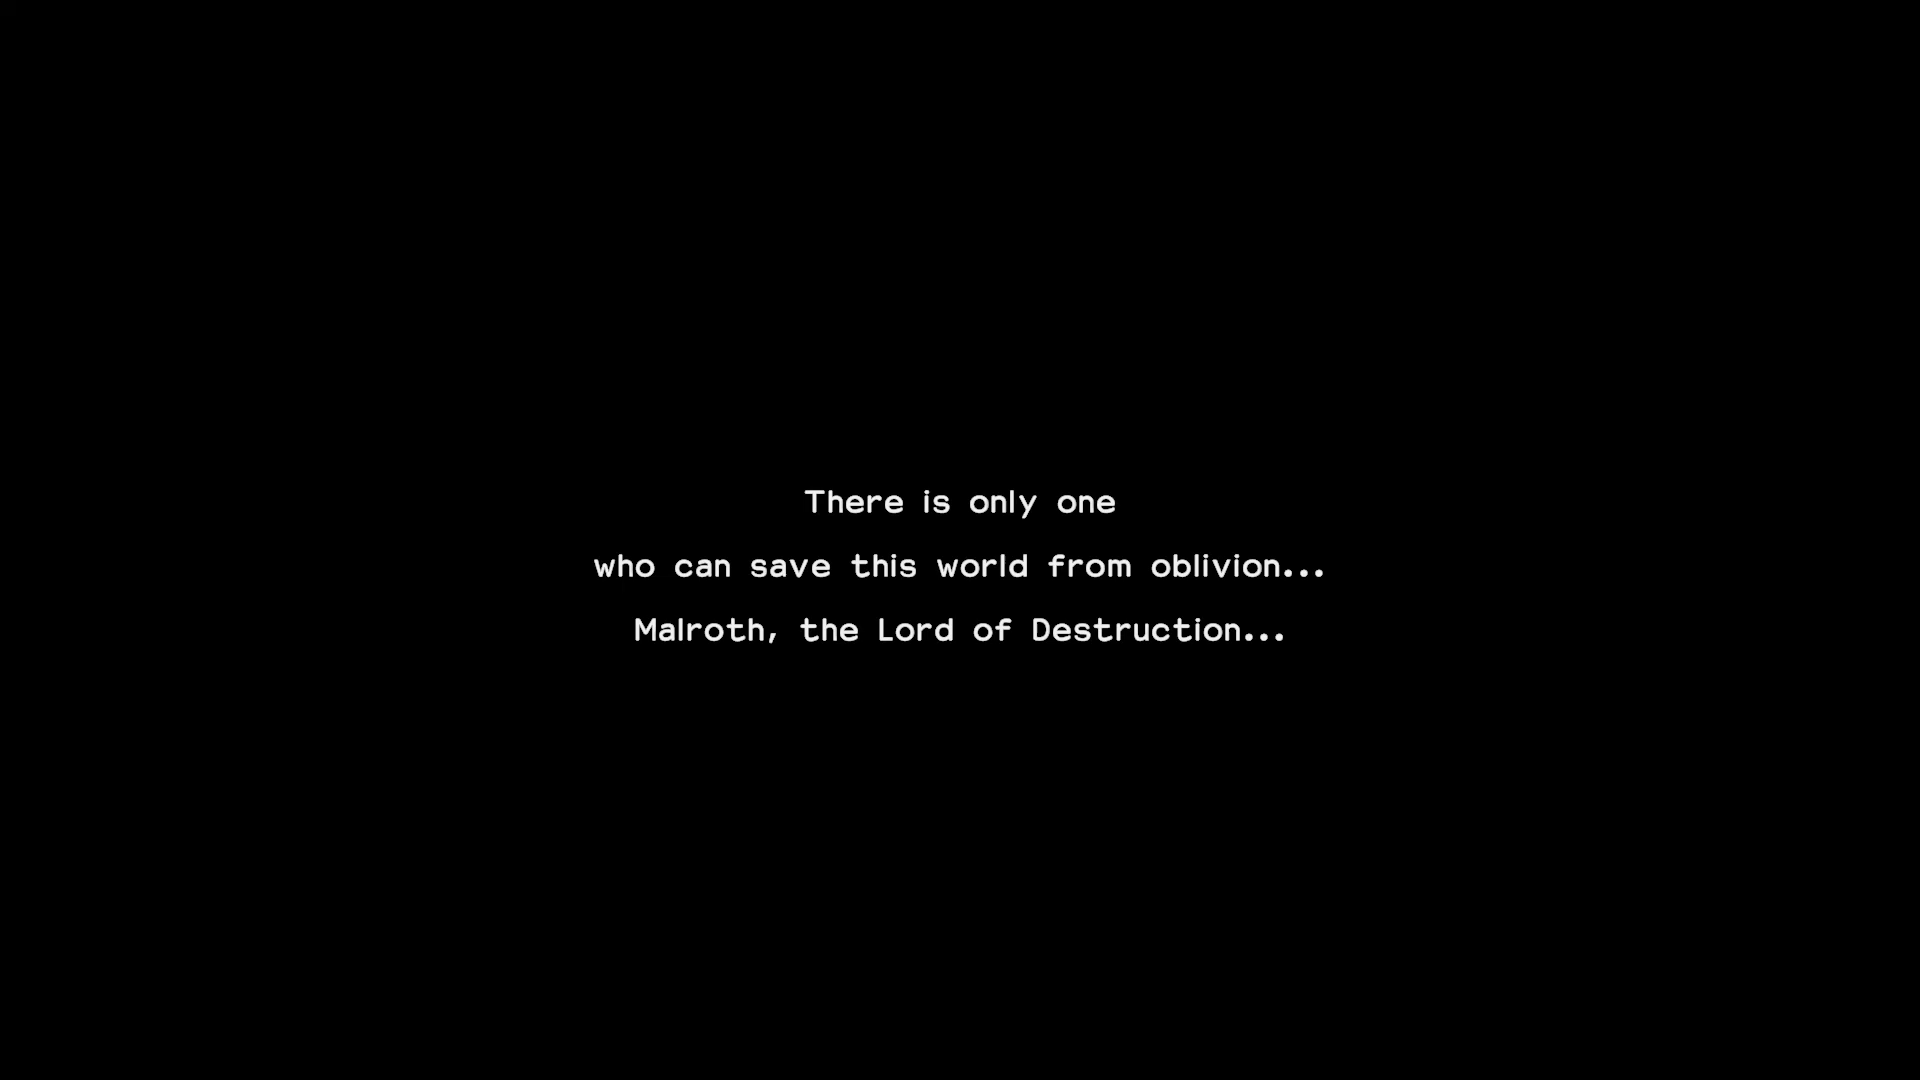 There is only one
who can save this world from oblivion...
Malroth, the Lord of Destruction...